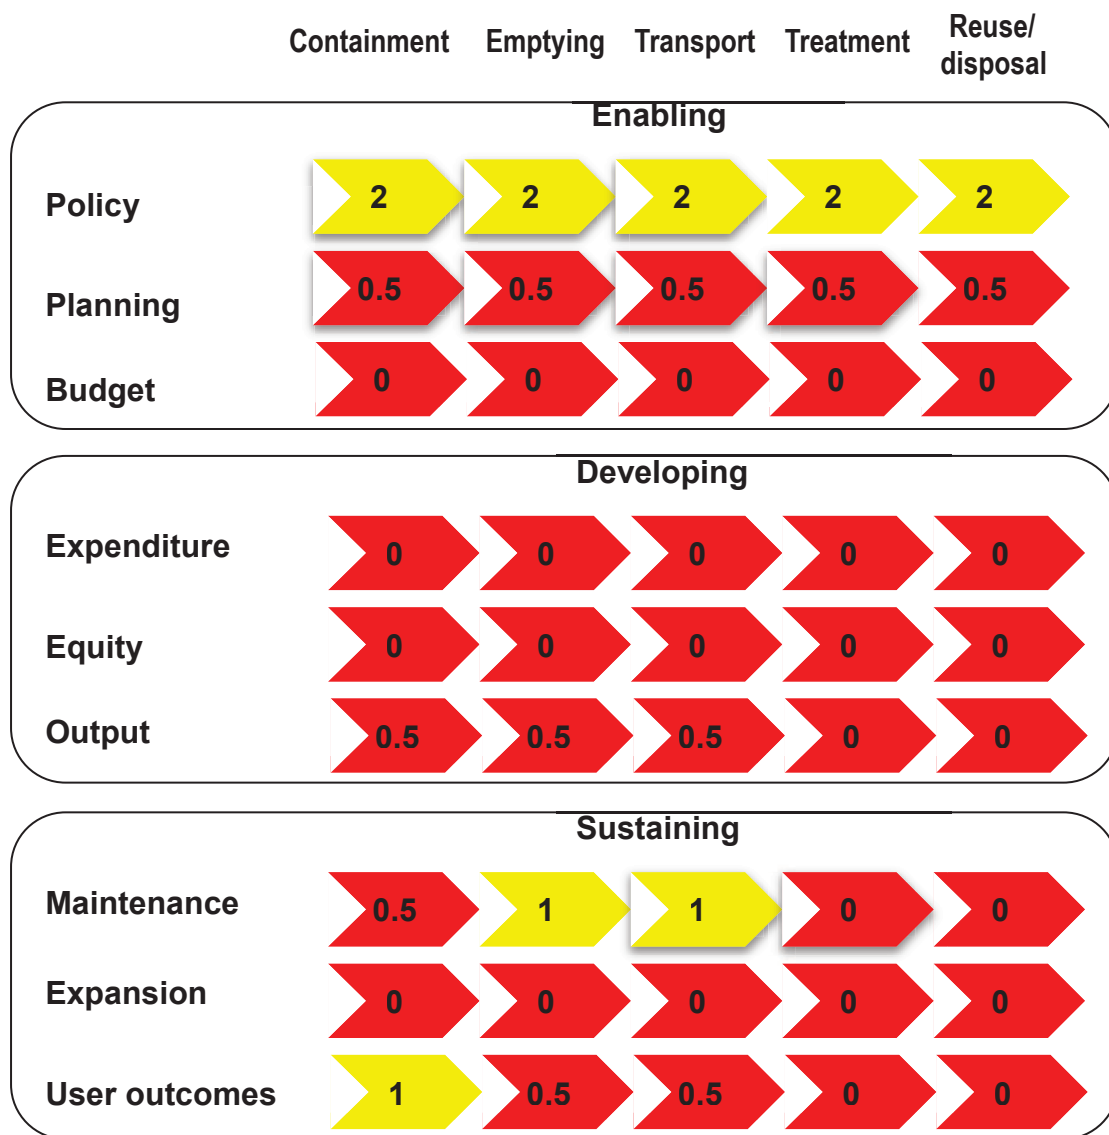 Containment Emptying Transport Treatment Reuse/
disposal
Enabling
Policy 2 2 2 2 2
Planning 0.5 0.5 0.5 0.5 0.5
Budget 0 0 0 0 0
Developing
Expenditure 0 0 0 0 0
Equity 0 0 0 0 0
Output 0.5 0.5 0.5 0 0
Sustaining
Maintenance 0.5 1 1 0 0
Expansion 0 0 0 0 0
User outcomes 1 0.5 0.5 0 0